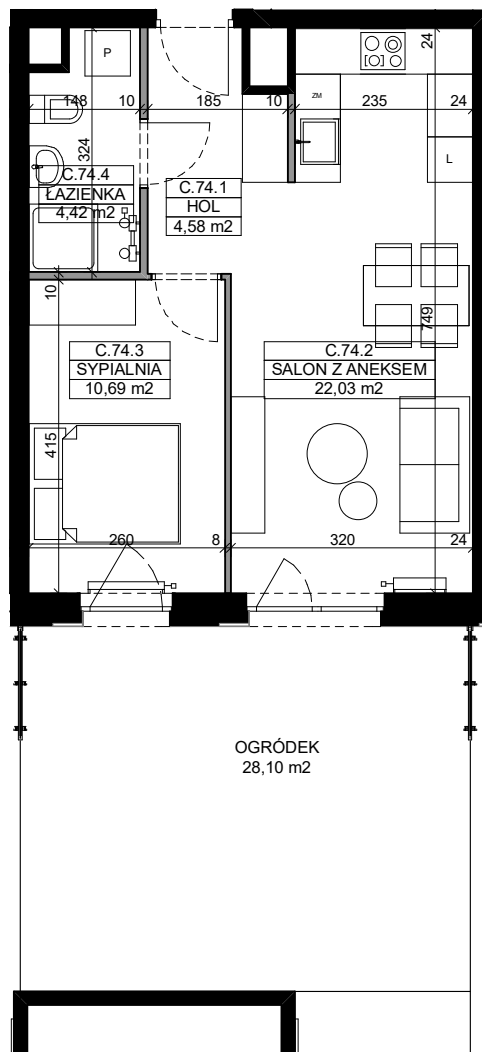 P
24
148
10
185
10
ZM
235
24
324
L
C.74.4
ŁAZIENKA
4,42 m2
C.74.1
HOL
4,58 m2
10
749
C.74.3
SYPIALNIA
10,69 m2
C.74.2
SALON Z ANEKSEM
22,03 m2
415
260
8
320
24
OGRÓDEK
28,10 m2